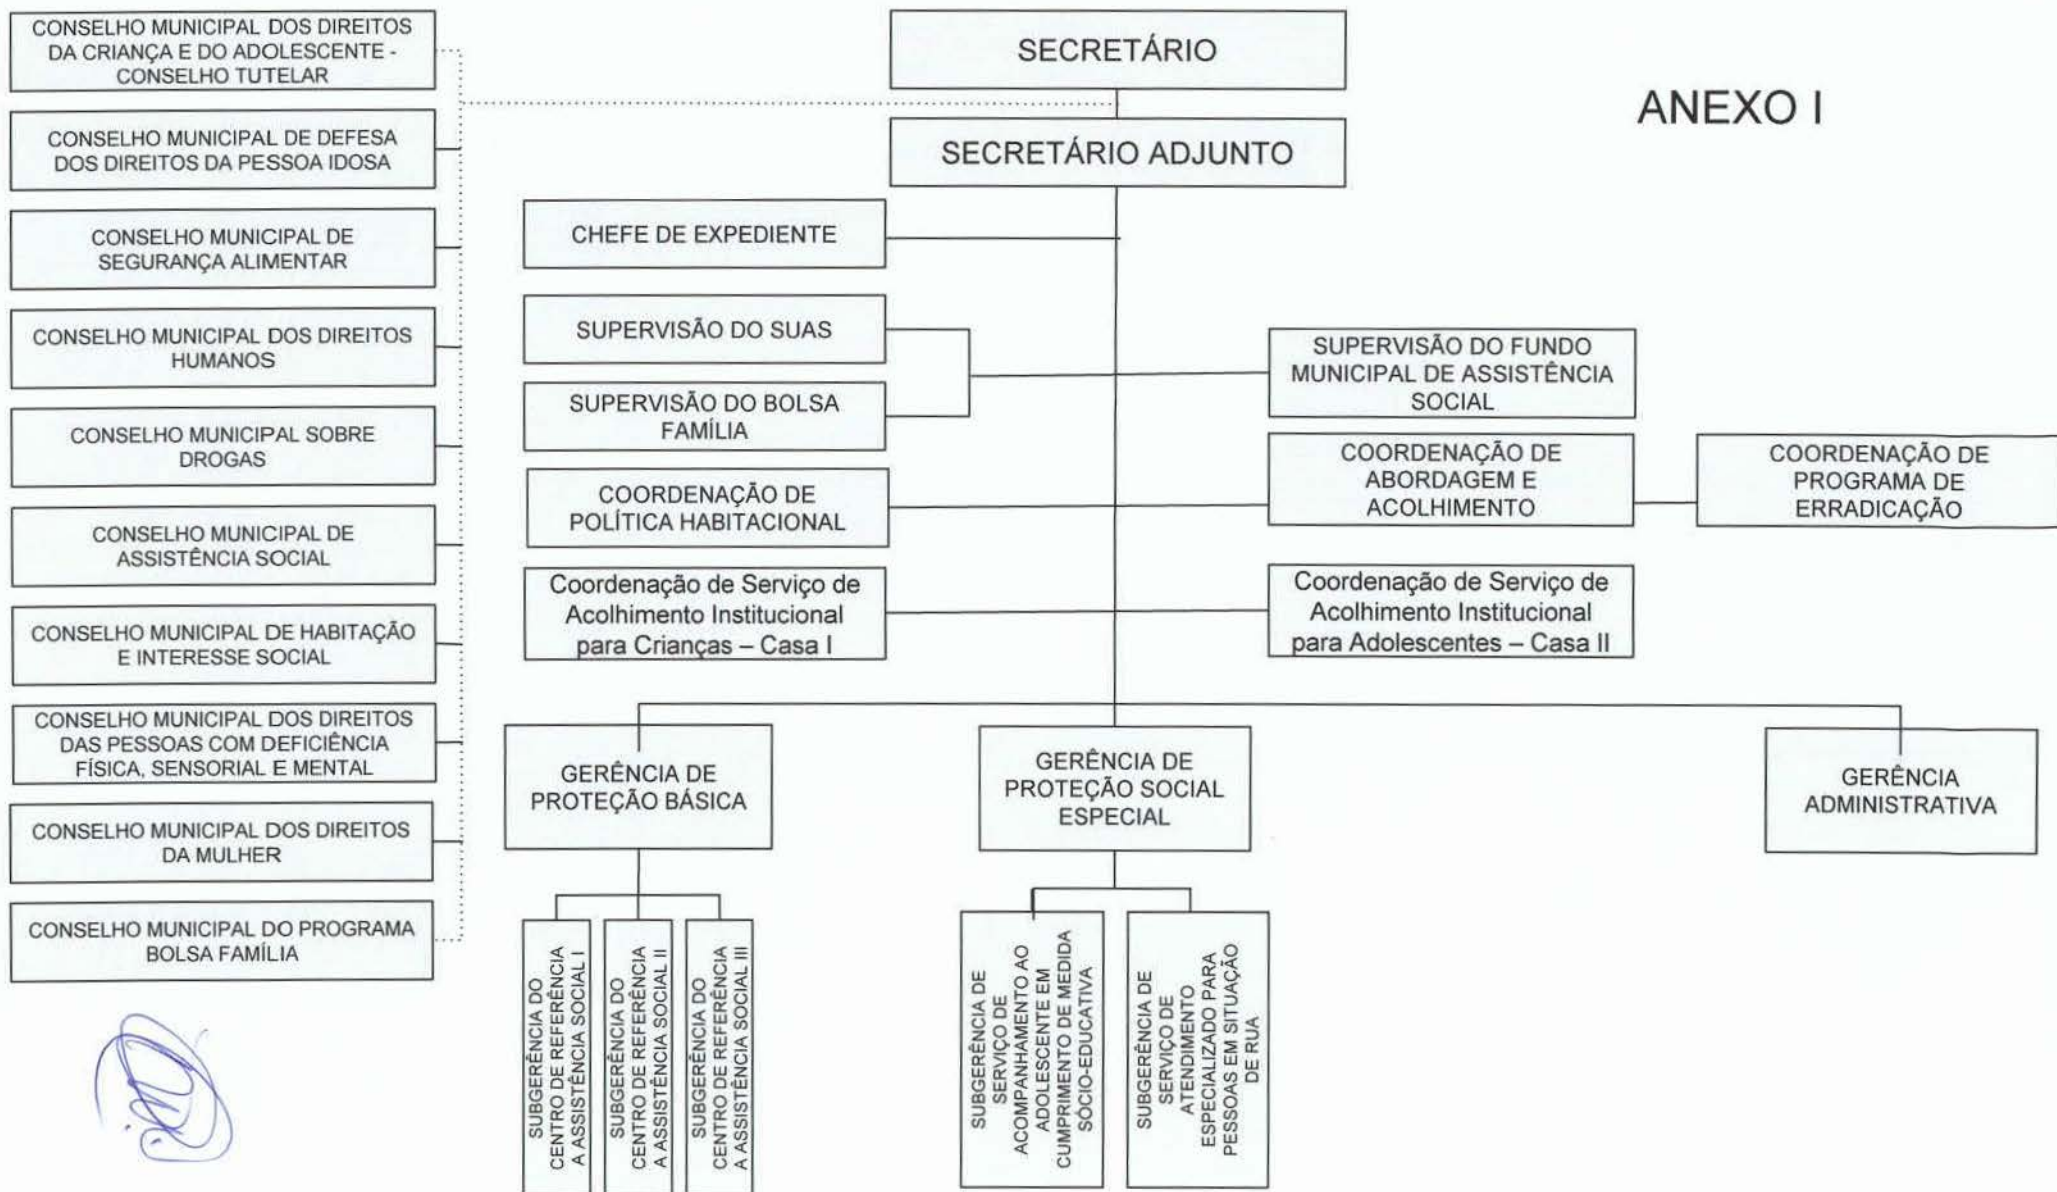 CONSELHO MUNICIPAL DOS DIREITOS
DA CRIANÇA E DO ADOLESCENTE -
CONSELHO TUTELAR
CONSELHO MUNICIPAL DE DEFESA
DOS DIREITOS DA PESSOA IDOSA
CONSELHO MUNICIPAL DE
SEGURANÇA ALIMENTAR
CONSELHO MUNICIPAL DOS DIREITOS
HUMANOS
CONSELHO MUNICIPAL SOBRE
DROGAS
CONSELHO MUNICIPAL DE
ASSISTÊNCIA SOCIAL
CONSELHO MUNICIPAL DE HABITAÇÃO
E INTERESSE SOCIAL
CONSELHO MUNICIPAL DOS DIREITOS
DAS PESSOAS COM DEFICIÊNCIA
FÍSICA, SENSORIAL E MENTAL
CONSELHO MUNICIPAL DOS DIREITOS
DA MULHER
CONSELHO MUNICIPAL DO PROGRAMA
BOLSA FAMÍLIA
SECRETÁRIO
ANEXO I
SECRETÁRIO ADJUNTO
CHEFE DE EXPEDIENTE
SUPERVISÃO DO SUAS
SUPERVISÃO DO BOLSA
FAMÍLIA
SUPERVISÃO DO FUNDO
MUNICIPAL DE ASSISTÊNCIA
SOCIAL
COORDENAÇÃO DE
POLÍTICA HABITACIONAL
COORDENAÇÃO DE
ABORDAGEM E
ACOLHIMENTO
COORDENAÇÃO DE
PROGRAMA DE
ERRADICAÇÃO
Coordenação de Serviço de
Acolhimento Institucional
para Crianças – Casa I
Coordenação de Serviço de
Acolhimento Institucional
para Adolescentes – Casa II
GERÊNCIA DE
PROTEÇÃO BÁSICA
GERÊNCIA DE
PROTEÇÃO SOCIAL
ESPECIAL
GERÊNCIA
ADMINISTRATIVA
SUBGERÊNCIA DO
CENTRO DE REFERÊNCIA
A ASSISTÊNCIA SOCIAL I
SUBGERÊNCIA DO
CENTRO DE REFERÊNCIA
A ASSISTÊNCIA SOCIAL II
SUBGERÊNCIA DO
CENTRO DE REFERÊNCIA
A ASSISTÊNCIA SOCIAL III
SUBGERÊNCIA DE
SERVIÇO DE
ACOMPANHAMENTO AO
ADOLESCENTE EM
CUMPRIMENTO DE MEDIDA
SÓCIO-EDUCATIVA
SUBGERÊNCIA DE
SERVIÇO DE
ATENDIMENTO
ESPECIALIZADO PARA
PESSOAS EM SITUAÇÃO
DE RUA